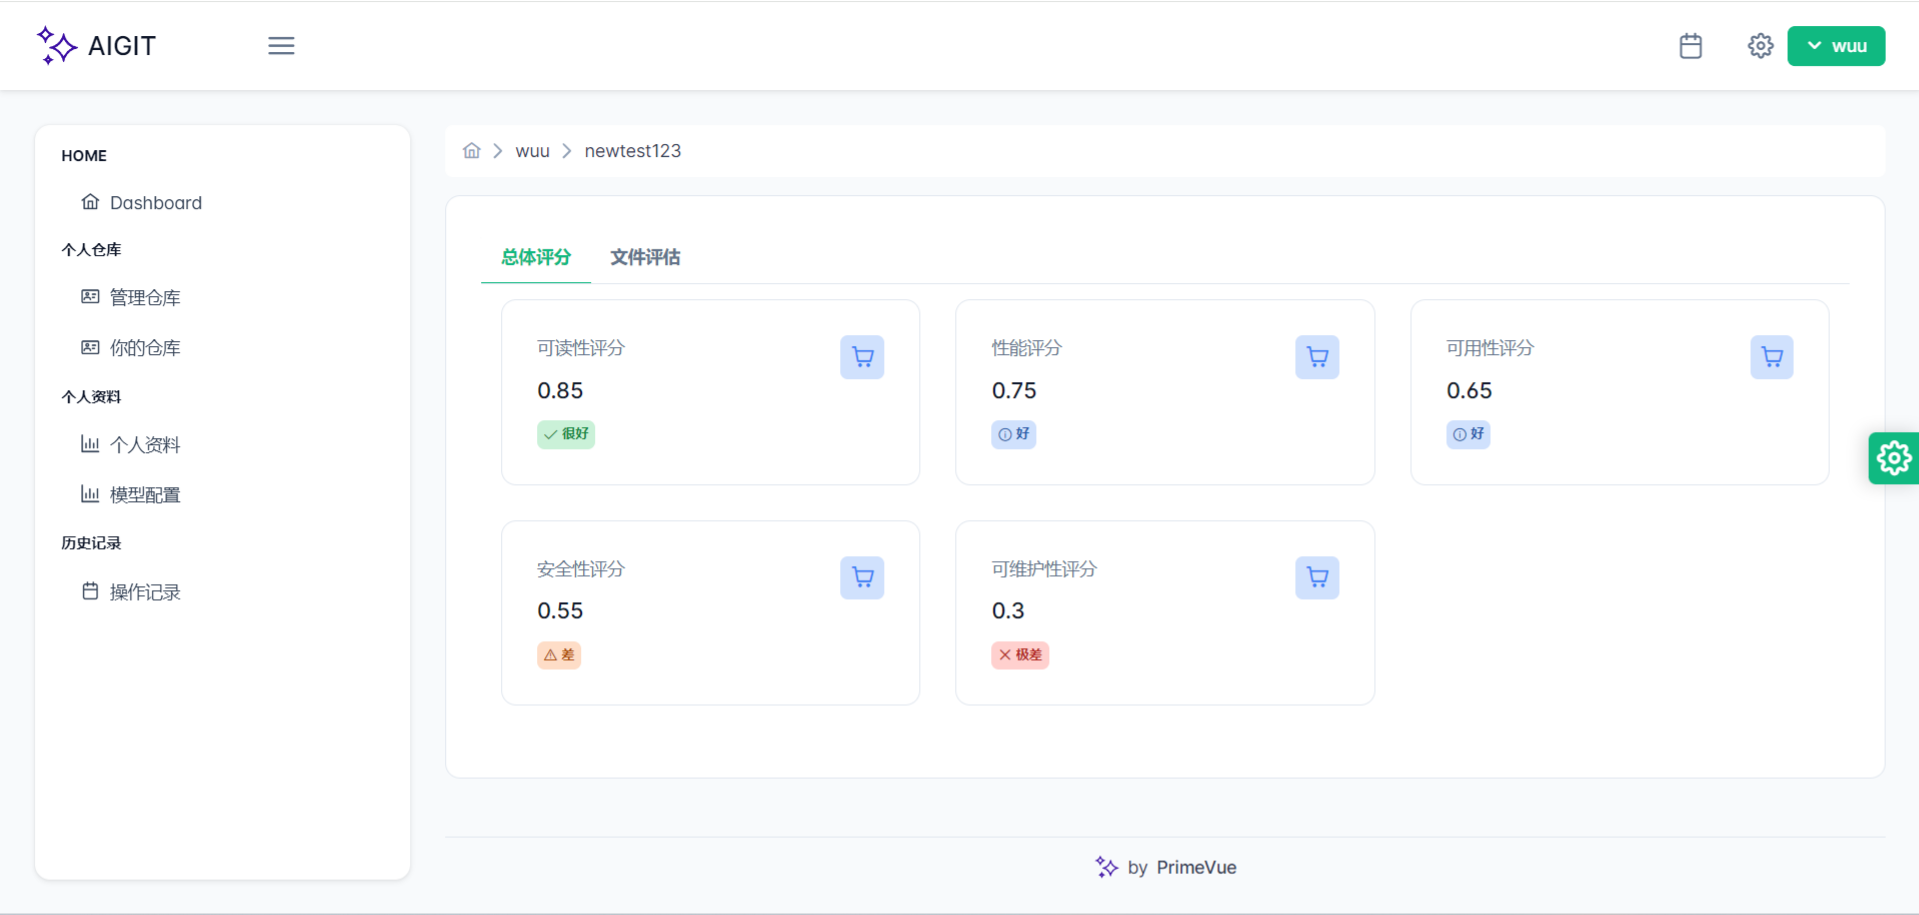 AIGIT
wuu
HOME
Dashboard
个人仓库
管理仓库
你的仓库
个人资料
个人资料
模型配置
历史记录
操作记录
wuu
newtest123
总体评分
文件评估
可读性评分
0.85
很好
性能评分
0.75
好
可用性评分
0.65
好
安全性评分
0.55
差
可维护性评分
0.3
极差
by PrimeVue